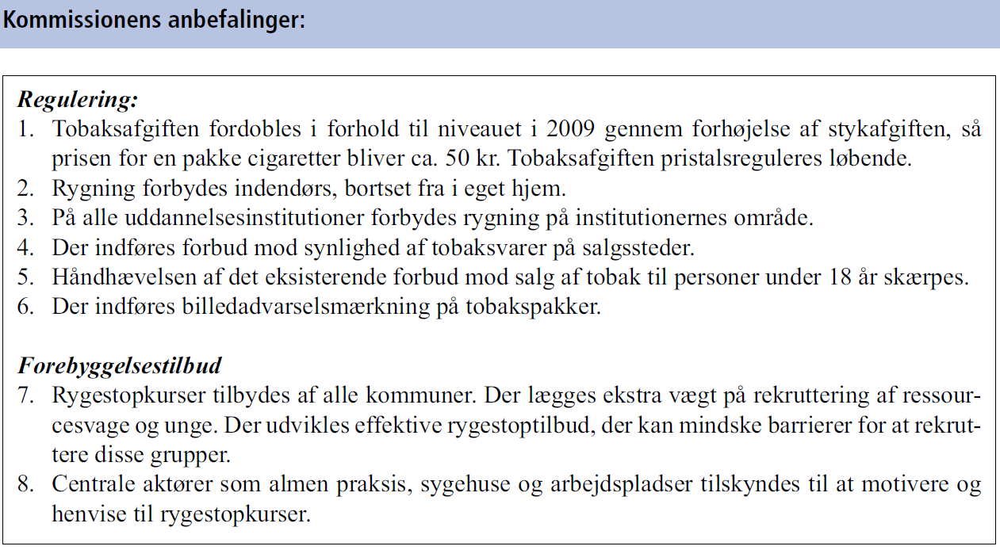 Kommissionens anbefalinger:
Regulering:
1. Tobaksafgiften fordobles i forhold til niveauet i 2009 gennem forhøjelse af stykafgiften, så
prisen for en pakke cigaretter bliver ca. 50 kr. Tobaksafgiften pristalsreguleres løbende.
2. Rygning forbydes indendørs, bortset fra i eget hjem.
3. På alle uddannelsesinstitutioner forbydes rygning på institutionernes område.
4. Der indføres forbud mod synlighed af tobaksvarer på salgssteder.
5. Håndhævelsen af det eksisterende forbud mod salg af tobak til personer under 18 år skærpes.
6. Der indføres billedadvarselsmærkning på tobakspakker.
Forebyggelsestilbud
7. Rygestopkurser tilbydes af alle kommuner. Der lægges ekstra vægt på rekruttering af ressour-
cesvage og unge. Der udvikles effektive rygestoptilbud, der kan mindske barrierer for at rekrut-
tere disse grupper.
8. Centrale aktører som almen praksis, sygehuse og arbejdspladser tilskyndes til at motivere og
henvise til rygestopkurser.